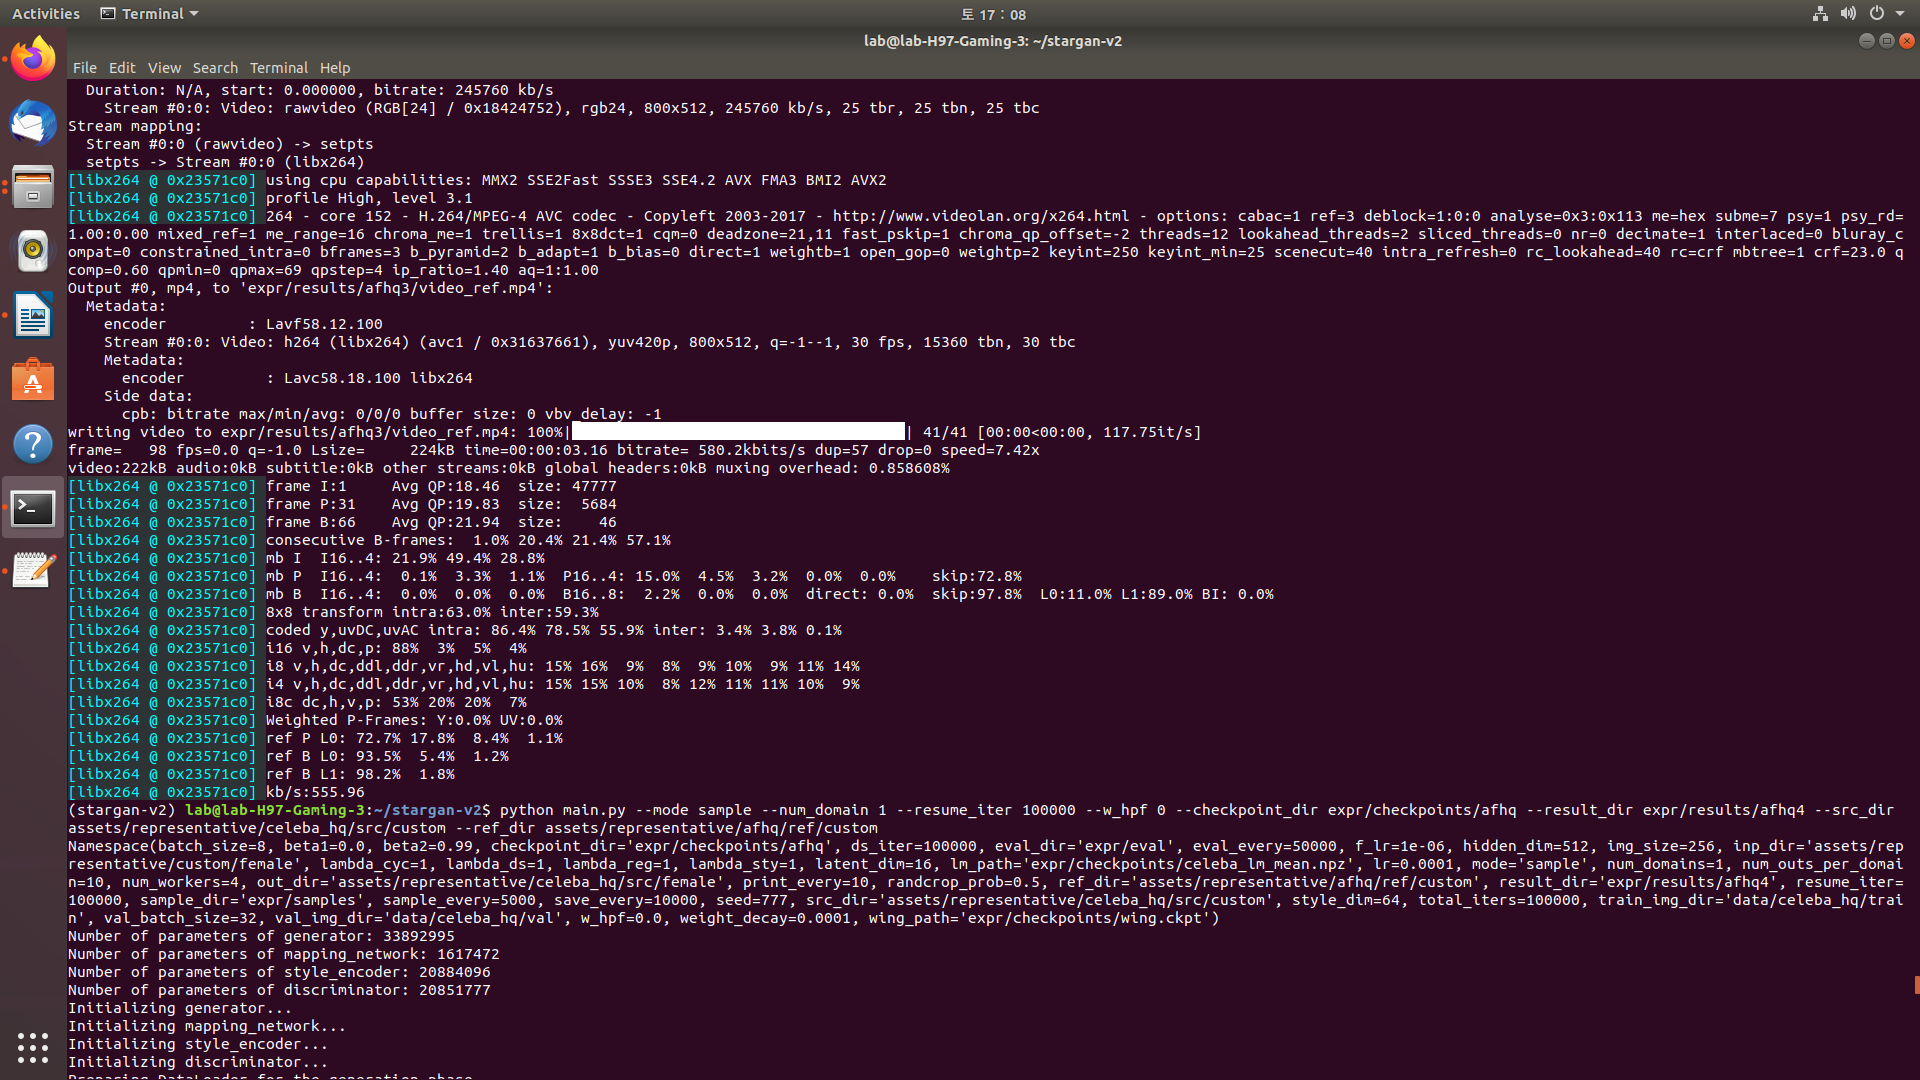 Activities
Terminal
토 17 : 08
lab@lab-H97-Gaming-3: ~/stargan-v2
File Edit View Search Terminal Help
  Duration: N/A, start: 0.000000, bitrate: 245760 kb/s
    Stream #0:0: Video: rawvideo (RGB[24] / 0x18424752), rgb24, 800x512, 245760 kb/s, 25 tbr, 25 tbn, 25 tbc
Stream mapping:
  Stream #0:0 (rawvideo) -> setpts
  setpts -> Stream #0:0 (libx264)
[libx264 @ 0x23571c0] using cpu capabilities: MMX2 SSE2Fast SSSE3 SSE4.2 AVX FMA3 BMI2 AVX2
[libx264 @ 0x23571c0] profile High, level 3.1
[libx264 @ 0x23571c0] 264 - core 152 - H.264/MPEG-4 AVC codec - Copyleft 2003-2017 - http://www.videolan.org/x264.html - options: cabac=1 ref=3 deblock=1:0:0 analyse=0x3:0x113 me=hex subme=7 psy=1 psy_rd=
1.00:0.00 mixed_ref=1 me_range=16 chroma_me=1 trellis=1 8x8dct=1 cqm=0 deadzone=21,11 fast_pskip=1 chroma_qp_offset=-2 threads=12 lookahead_threads=2 sliced_threads=0 nr=0 decimate=1 interlaced=0 bluray_c
ompat=0 constrained_intra=0 bframes=3 b_pyramid=2 b_adapt=1 b_bias=0 direct=1 weightb=1 open_gop=0 weightp=2 keyint=250 keyint_min=25 scenecut=40 intra_refresh=0 rc_lookahead=40 rc=crf mbtree=1 crf=23.0 q
comp=0.60 qpmin=0 qpmax=69 qpstep=4 ip_ratio=1.40 aq=1:1.00
Output #0, mp4, to 'expr/results/afhq3/video_ref.mp4':
  Metadata:
    encoder         : Lavf58.12.100
    Stream #0:0: Video: h264 (libx264) (avc1 / 0x31637661), yuv420p, 800x512, q=-1--1, 30 fps, 15360 tbn, 30 tbc
    Metadata:
      encoder         : Lavc58.18.100 libx264
    Side data:
      cpb: bitrate max/min/avg: 0/0/0 buffer size: 0 vbv_delay: -1
writing video to expr/results/afhq3/video_ref.mp4: 100%|                                     | 41/41 [00:00<00:00, 117.75it/s]
frame=   98 fps=0.0 q=-1.0 Lsize=     224kB time=00:00:03.16 bitrate= 580.2kbits/s dup=57 drop=0 speed=7.42x
video:222kB audio:0kB subtitle:0kB other streams:0kB global headers:0kB muxing overhead: 0.858608%
[libx264 @ 0x23571c0] frame I:1     Avg QP:18.46  size: 47777
[libx264 @ 0x23571c0] frame P:31    Avg QP:19.83  size:  5684
[libx264 @ 0x23571c0] frame B:66    Avg QP:21.94  size:    46
[libx264 @ 0x23571c0] consecutive B-frames:  1.0% 20.4% 21.4% 57.1%
[libx264 @ 0x23571c0] mb I  I16..4: 21.9% 49.4% 28.8%
[libx264 @ 0x23571c0] mb P  I16..4:  0.1%  3.3%  1.1%  P16..4: 15.0%  4.5%  3.2%  0.0%  0.0%    skip:72.8%
[libx264 @ 0x23571c0] mb B  I16..4:  0.0%  0.0%  0.0%  B16..8:  2.2%  0.0%  0.0%  direct: 0.0%  skip:97.8%  L0:11.0% L1:89.0% BI: 0.0%
[libx264 @ 0x23571c0] 8x8 transform intra:63.0% inter:59.3%
[libx264 @ 0x23571c0] coded y,uvDC,uvAC intra: 86.4% 78.5% 55.9% inter: 3.4% 3.8% 0.1%
[libx264 @ 0x23571c0] i16 v,h,dc,p: 88%  3%  5%  4%
[libx264 @ 0x23571c0] i8 v,h,dc,ddl,ddr,vr,hd,vl,hu: 15% 16%  9%  8%  9% 10%  9% 11% 14%
[libx264 @ 0x23571c0] i4 v,h,dc,ddl,ddr,vr,hd,vl,hu: 15% 15% 10%  8% 12% 11% 11% 10%  9%
[libx264 @ 0x23571c0] i8c dc,h,v,p: 53% 20% 20%  7%
[libx264 @ 0x23571c0] Weighted P-Frames: Y:0.0% UV:0.0%
[libx264 @ 0x23571c0] ref P L0: 72.7% 17.8%  8.4%  1.1%
[libx264 @ 0x23571c0] ref B L0: 93.5%  5.4%  1.2%
[libx264 @ 0x23571c0] ref B L1: 98.2%  1.8%
[libx264 @ 0x23571c0] kb/s:555.96
(stargan-v2) lab@lab-H97-Gaming-3:~/stargan-v2$ python main.py --mode sample --num_domain 1 --resume_iter 100000 --w_hpf 0 --checkpoint_dir expr/checkpoints/afhq --result_dir expr/results/afhq4 --src_dir
assets/representative/celeba_hq/src/custom --ref_dir assets/representative/afhq/ref/custom
Namespace(batch_size=8, beta1=0.0, beta2=0.99, checkpoint_dir='expr/checkpoints/afhq', ds_iter=100000, eval_dir='expr/eval', eval_every=50000, f_lr=1e-06, hidden_dim=512, img_size=256, inp_dir='assets/rep
resentative/custom/female', lambda_cyc=1, lambda_ds=1, lambda_reg=1, lambda_sty=1, latent_dim=16, lm_path='expr/checkpoints/celeba_lm_mean.npz', lr=0.0001, mode='sample', num_domains=1, num_outs_per_domai
n=10, num_workers=4, out_dir='assets/representative/celeba_hq/src/female', print_every=10, randcrop_prob=0.5, ref_dir='assets/representative/afhq/ref/custom', result_dir='expr/results/afhq4', resume_iter=
100000, sample_dir='expr/samples', sample_every=5000, save_every=10000, seed=777, src_dir='assets/representative/celeba_hq/src/custom', style_dim=64, total_iters=100000, train_img_dir='data/celeba_hq/trai
n', val_batch_size=32, val_img_dir='data/celeba_hq/val', w_hpf=0.0, weight_decay=0.0001, wing_path='expr/checkpoints/wing.ckpt')
Number of parameters of generator: 33892995
Number of parameters of mapping_network: 1617472
Number of parameters of style_encoder: 20884096
Number of parameters of discriminator: 20851777
Initializing generator...
Initializing mapping_network...
Initializing style_encoder...
Initializing discriminator...
Preparing DataLoader for the generation phase